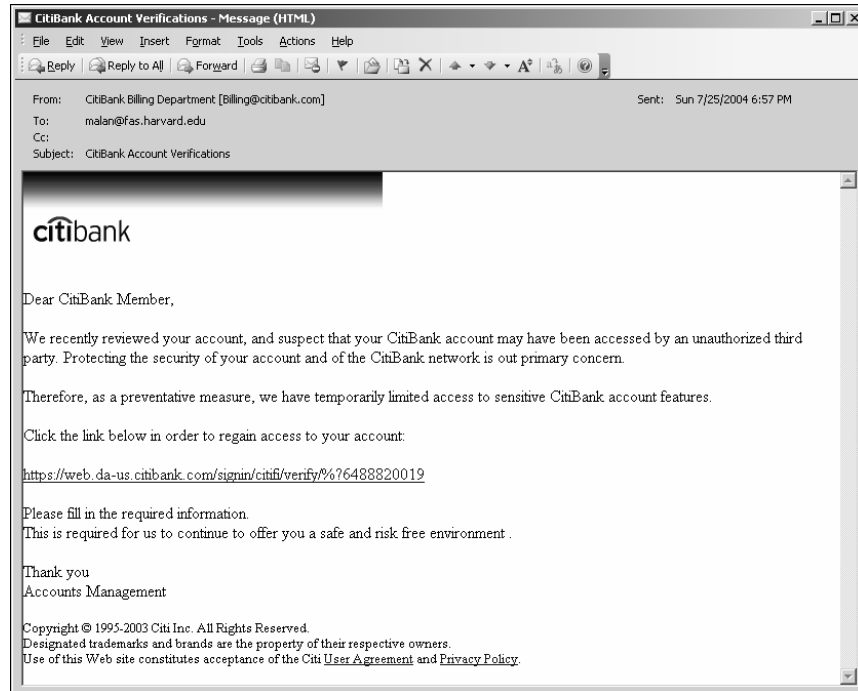 CitiBank Account Verifications - Message (HTML)
File Edit View Insert Format Tools Actions Help
Reply Reply to All Forward
From: CitiBank Billing Department [Billing@citibank.com] Sent: Sun 7/25/2004 6:57 PM
To: malan@fas.harvard.edu
Cc:
Subject: CitiBank Account Verifications
citibank
Dear CitiBank Member,
We recently reviewed your account, and suspect that your CitiBank account may have been accessed by an unauthorized third
party. Protecting the security of your account and of the CitiBank network is out primary concern.
Therefore, as a preventative measure, we have temporarily limited access to sensitive CitiBank account features.
Click the link below in order to regain access to your account:
https://web.da-us.citibank.com/signin/citifi/verify/%?6488820019
Please fill in the required information.
This is required for us to continue to offer you a safe and risk free environment .
Thank you
Accounts Management
Copyright © 1995-2003 Citi Inc. All Rights Reserved.
Designated trademarks and brands are the property of their respective owners.
Use of this Web site constitutes acceptance of the Citi User Agreement and Privacy Policy.